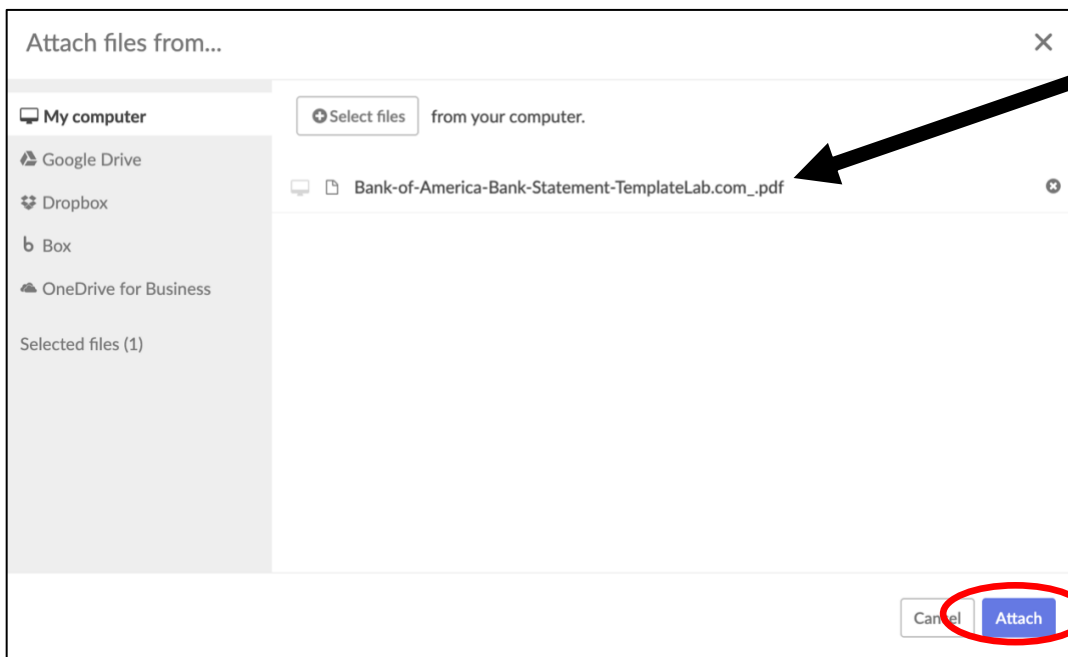 Attach files from...
My computer
Select files from your computer.
Google Drive
Bank-of-America-Bank-Statement-TemplateLab.com_.pdf
Dropbox
Box
OneDrive for Business
Selected files (1)
Cancel Attach